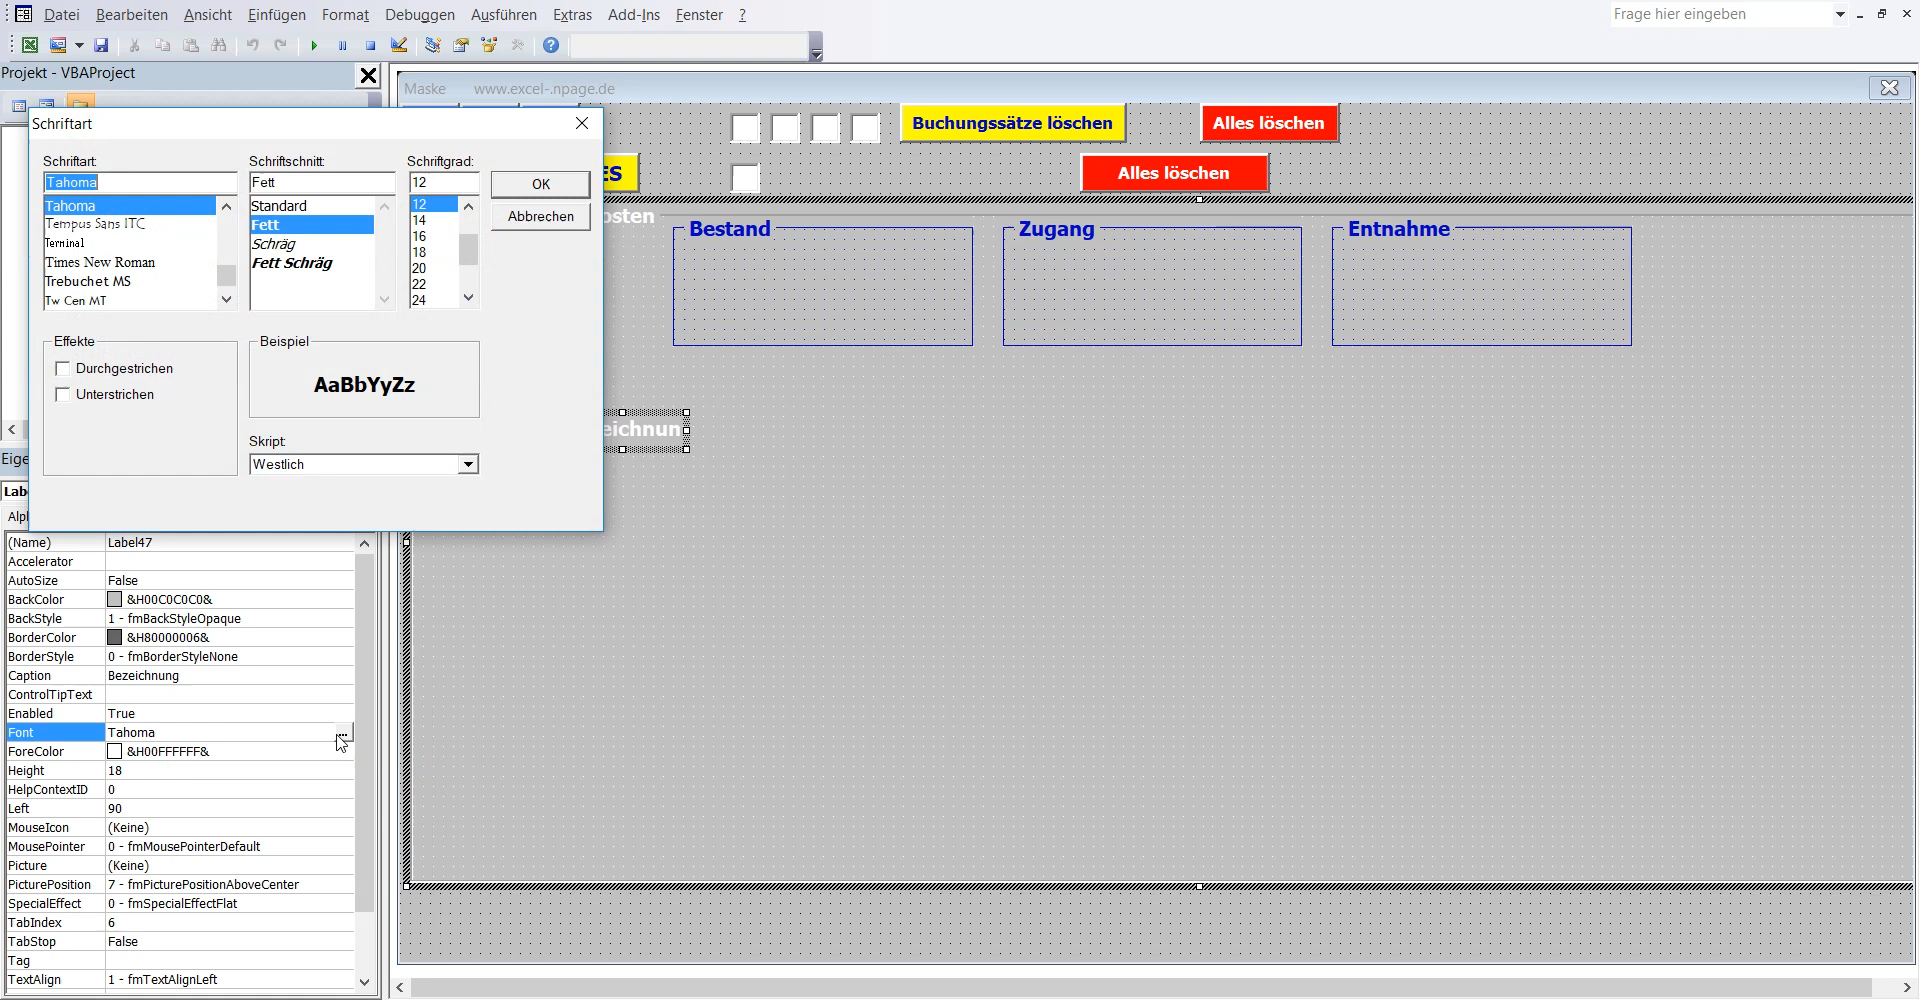 Datei Bearbeiten Ansicht Einfügen Format Debuggen Ausführen Extras Add-Ins Fenster ? Frage hier eingeben
Projekt - VBAProject
Maske www.excel-.npage.de
Schriftart
Schriftart:
Tahoma
Tahoma
Tempus Sans ITC
Terminal
Times New Roman
Trebuchet MS
Tw Cen MT
Schriftschnitt:
Fett
Standard
Fett
Schräg
Fett Schräg
Schriftgrad:
12
12
14
16
18
20
22
24
OK
Abbrechen
Effekte
Durchgestrichen
Unterstrichen
Beispiel
AaBbYyZz
Skript:
Westlich
Buchungssätze löschen
Alles löschen
ES
Alles löschen
osten
Bestand
Zugang
Entnahme
eichnun
Eige
Lab
Alph
(Name) Label47
Accelerator
AutoSize False
BackColor &H00C0C0C0&
BackStyle 1 - fmBackStyleOpaque
BorderColor &H80000006&
BorderStyle 0 - fmBorderStyleNone
Caption Bezeichnung
ControlTipText
Enabled True
Font Tahoma ...
ForeColor &H00FFFFFF&
Height 18
HelpContextID 0
Left 90
MouseIcon (Keine)
MousePointer 0 - fmMousePointerDefault
Picture (Keine)
PicturePosition 7 - fmPicturePositionAboveCenter
SpecialEffect 0 - fmSpecialEffectFlat
TabIndex 6
TabStop False
Tag
TextAlign 1 - fmTextAlignLeft